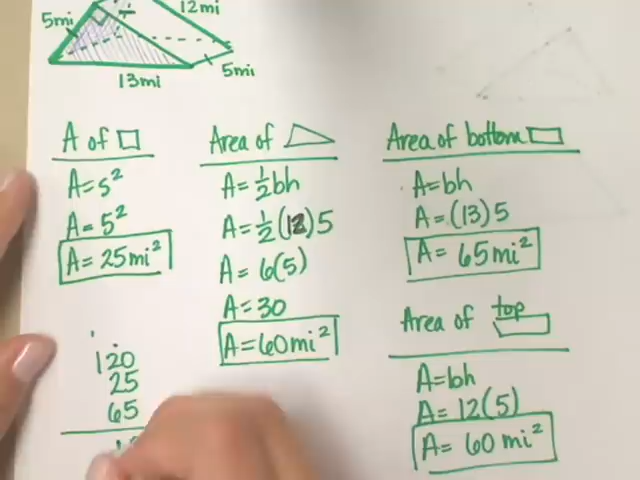 5mi
12mi
13mi
5mi
A of □
A=s²
A=5²
A=25mi²
120
25
65
Area of
A=½bh
A=½(12)5
A=6(5)
A=30
A=60mi²
Area of bottom
A=bh
A=(13)5
A=65mi²
Area of top
A=bh
A=12(5)
A=60 mi²